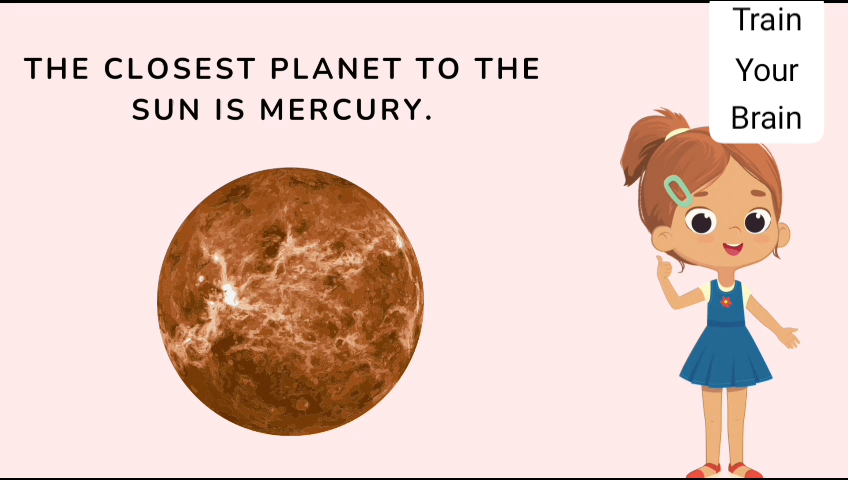 THE CLOSEST PLANET TO THE
SUN IS MERCURY.
Train
Your
Brain